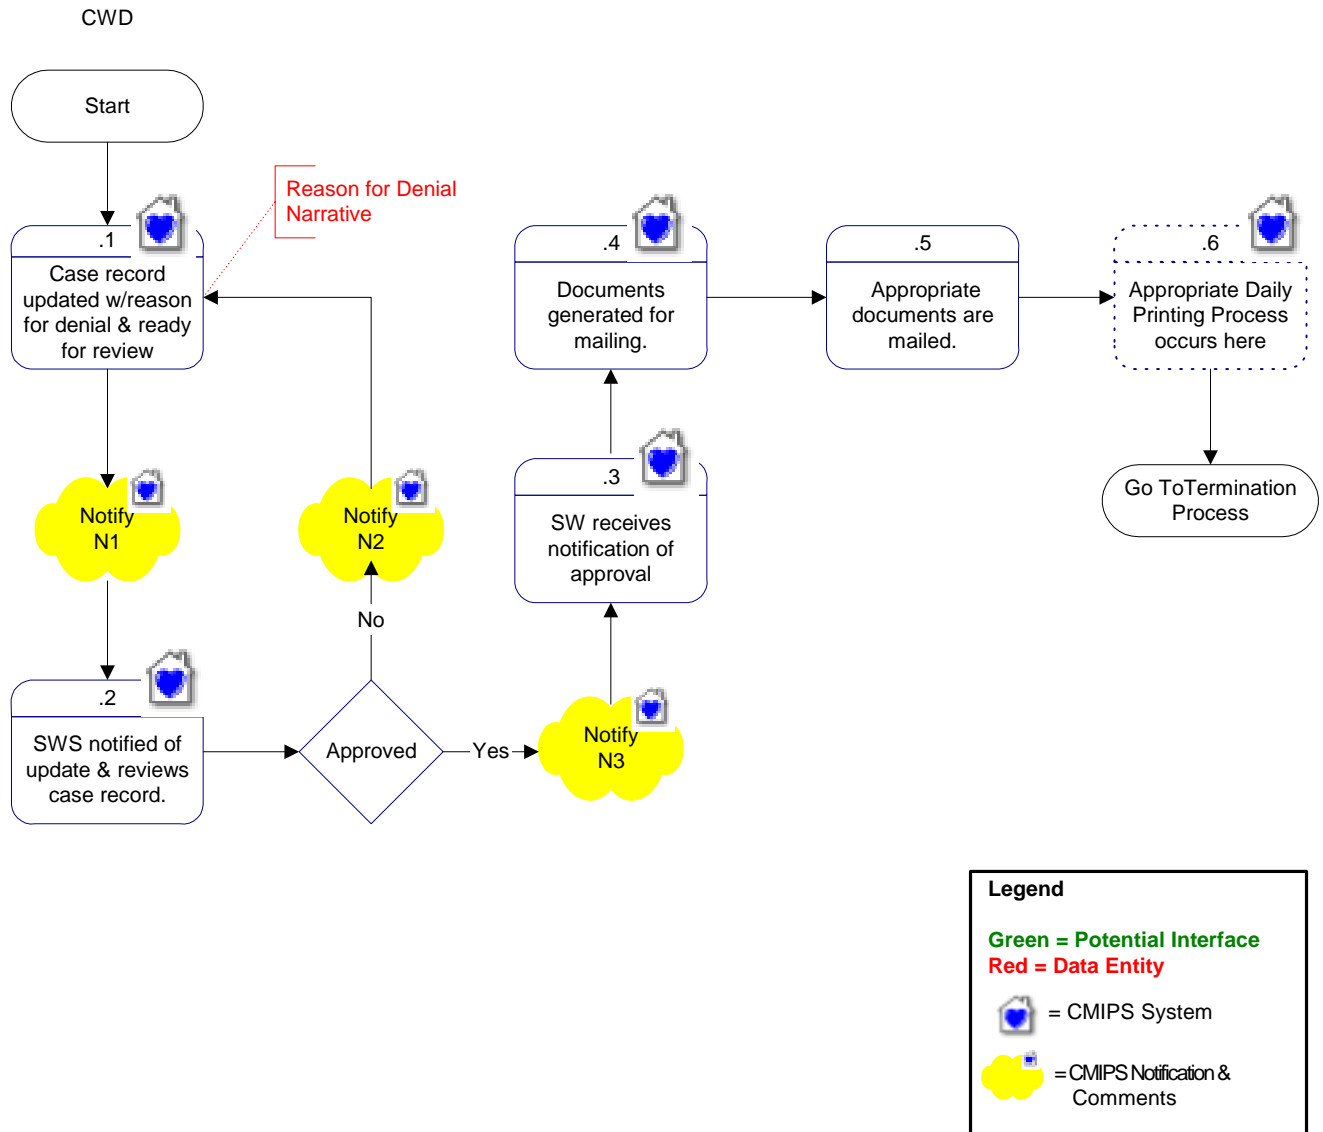 CWD
Start
Reason for Denial
Narrative
.1
Case record
updated w/reason
for denial & ready
for review
Notify
N1
Notify
N2
No
.2
SWS notified of
update & reviews
case record.
Approved
Yes
Notify
N3
.3
SW receives
notification of
approval
.4
Documents
generated for
mailing.
.5
Appropriate
documents are
mailed.
.6
Appropriate Daily
Printing Process
occurs here
Go ToTermination
Process
Legend
Green = Potential Interface
Red = Data Entity
= CMIPS System
= CMIPS Notification &
Comments